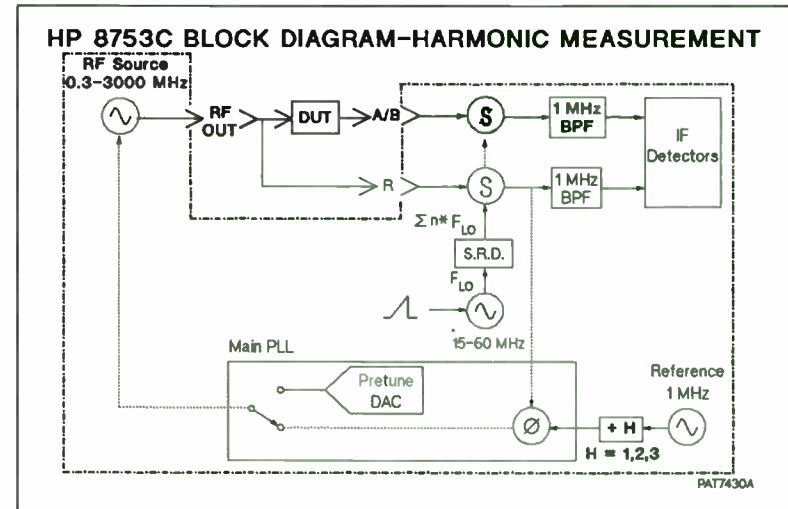 HP 8753C BLOCK DIAGRAM-HARMONIC MEASUREMENT
RF Source
0.3-3000 MHz
RF
OUT
DUT
A/B
S
1 MHz
BPF
IF
Detectors
R
S
1 MHz
BPF
Σ n* F_LO
S.R.D.
F_LO
15-60 MHz
Main PLL
Pretune
DAC
Ø
+ H
H = 1,2,3
Reference
1 MHz
PAT7430A